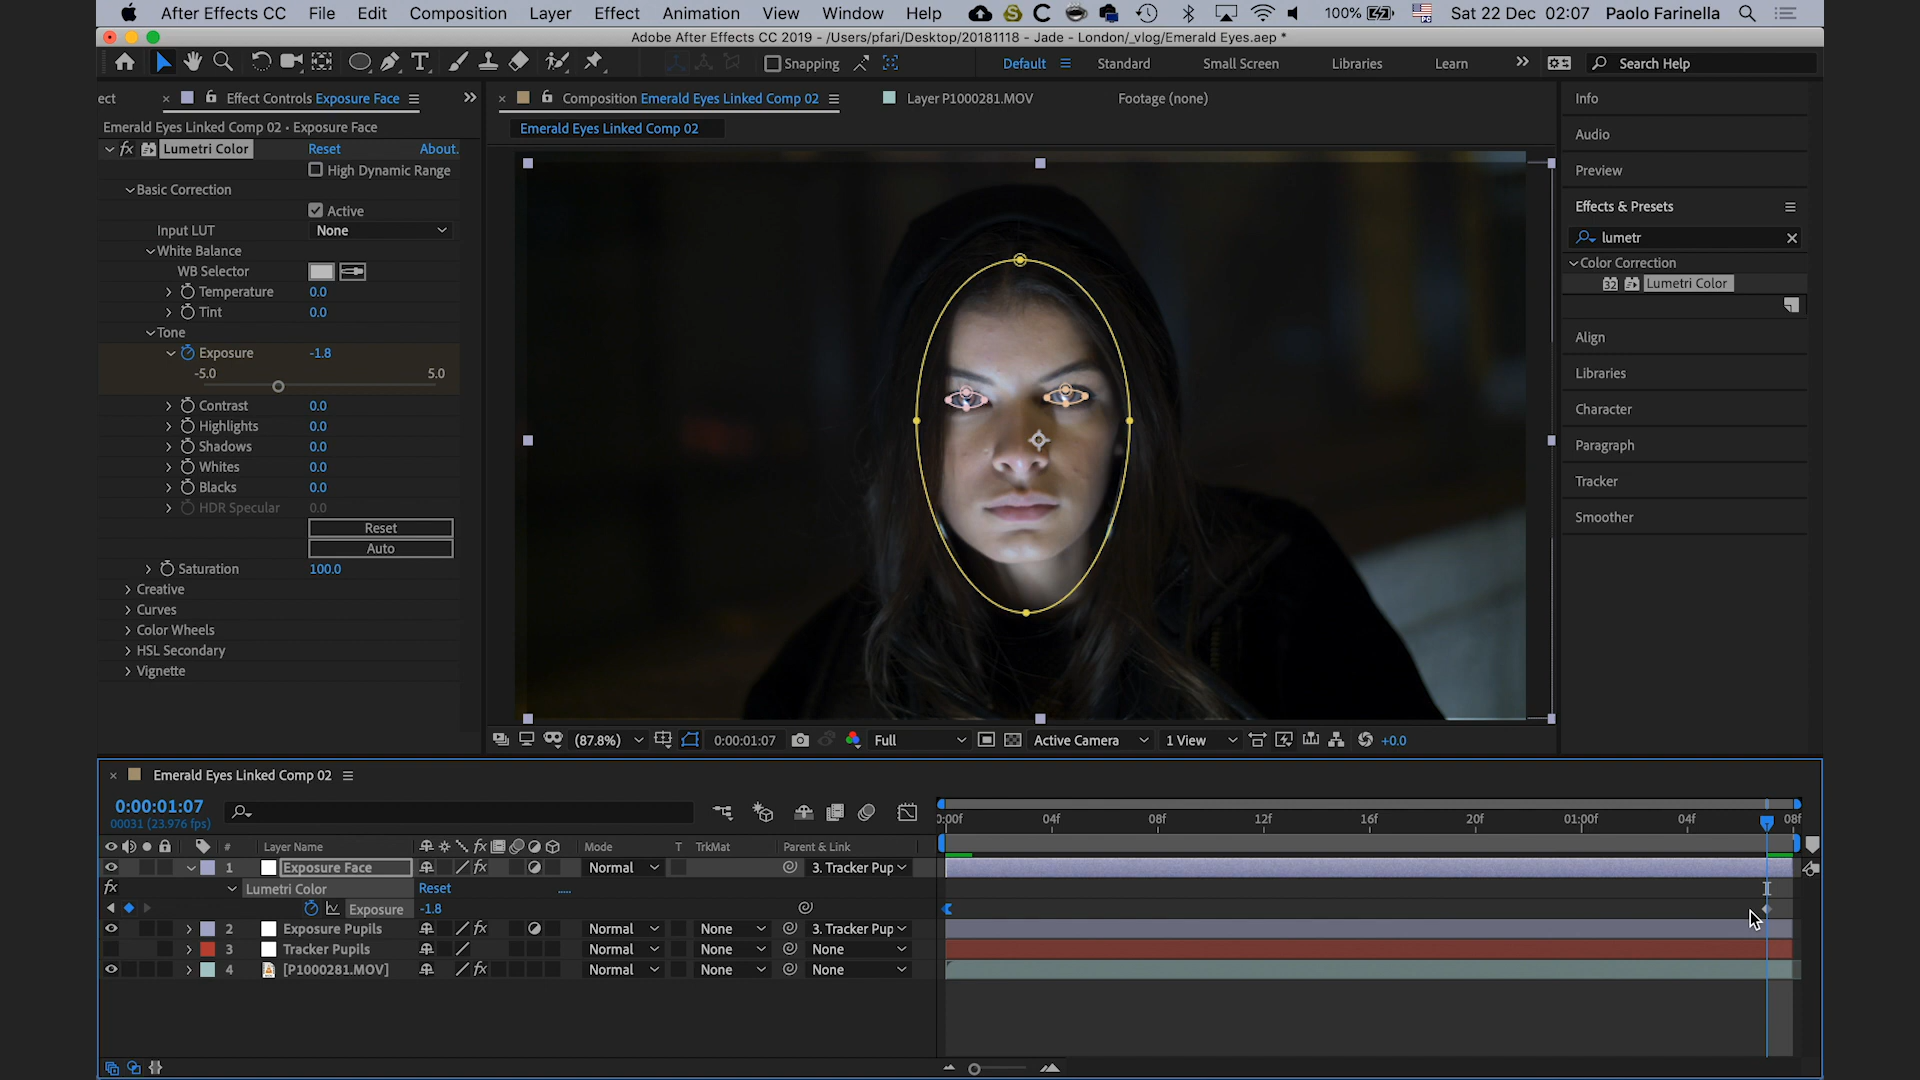 After Effects CC File Edit Composition Layer Effect Animation View Window Help 100% Sat 22 Dec 02:07 Paolo Farinella
Adobe After Effects CC 2019 - /Users/pfari/Desktop/20181118 - Jade - London/_vlog/Emerald Eyes.aep *
Snapping Default Standard Small Screen Libraries Learn Search Help
ect Effect Controls Exposure Face Composition Emerald Eyes Linked Comp 02 Layer P1000281.MOV Footage (none)
Emerald Eyes Linked Comp 02 • Exposure Face
Emerald Eyes Linked Comp 02
fx Lumetri Color Reset About.
High Dynamic Range
Basic Correction
Active
Input LUT None
White Balance
WB Selector
Temperature 0.0
Tint 0.0
Tone
Exposure -1.8
-5.0 5.0
Contrast 0.0
Highlights 0.0
Shadows 0.0
Whites 0.0
Blacks 0.0
HDR Specular 0.0
Reset
Auto
Saturation 100.0
Creative
Curves
Color Wheels
HSL Secondary
Vignette
Info
Audio
Preview
Effects & Presets
lumetr
Color Correction
32 Lumetri Color
Align
Libraries
Character
Paragraph
Tracker
Smoother
(87.8%) 0:00:01:07 Full Active Camera 1 View +0.0
Emerald Eyes Linked Comp 02
0:00:01:07
00031 (23.976 fps)
0:00f 04f 08f 12f 16f 20f 01:00f 04f 08f
# Layer Name fx Mode T TrkMat Parent & Link
1 Exposure Face fx Normal 3. Tracker Pup
fx Lumetri Color Reset .....
Exposure -1.8
2 Exposure Pupils fx Normal None 3. Tracker Pup
3 Tracker Pupils Normal None None
4 [P1000281.MOV] fx Normal None None